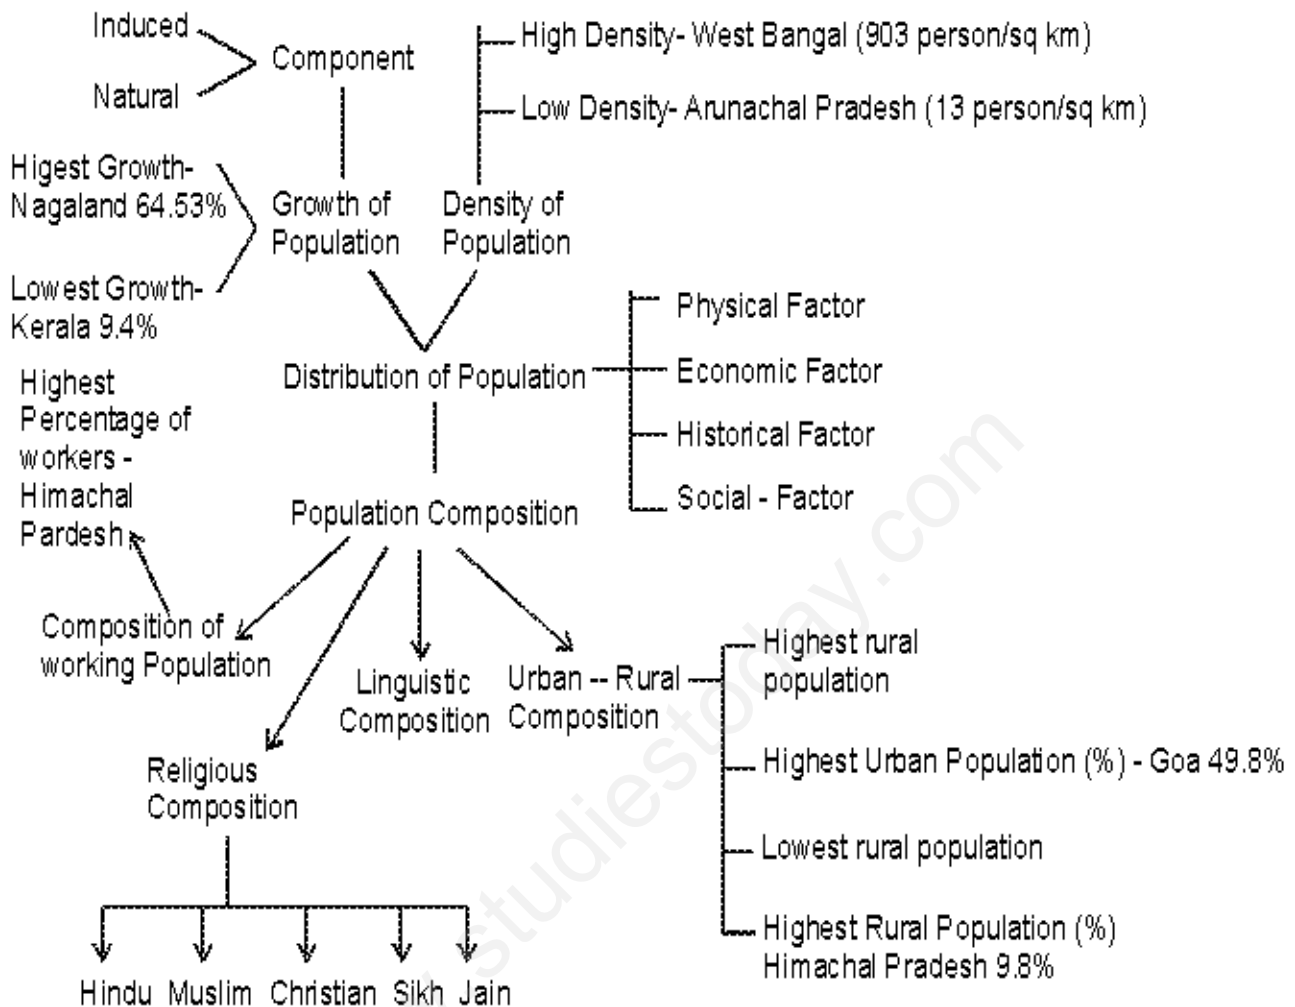 Induced
Natural
Component
High Density- West Bangal (903 person/sq km)
Low Density- Arunachal Pradesh (13 person/sq km)
Higest Growth-
Nagaland 64.53%
Growth of
Population
Density of
Population
Lowest Growth-
Kerala 9.4%
Distribution of Population
Physical Factor
Economic Factor
Historical Factor
Social - Factor
Highest
Percentage of
workers -
Himachal
Pardesh
Population Composition
Composition of
working Population
Linguistic
Composition
Urban -- Rural
Composition
Highest rural
population
Highest Urban Population (%) - Goa 49.8%
Lowest rural population
Highest Rural Population (%)
Himachal Pradesh 9.8%
Religious
Composition
Hindu Muslim Christian Sikh Jain
studiestoday.com